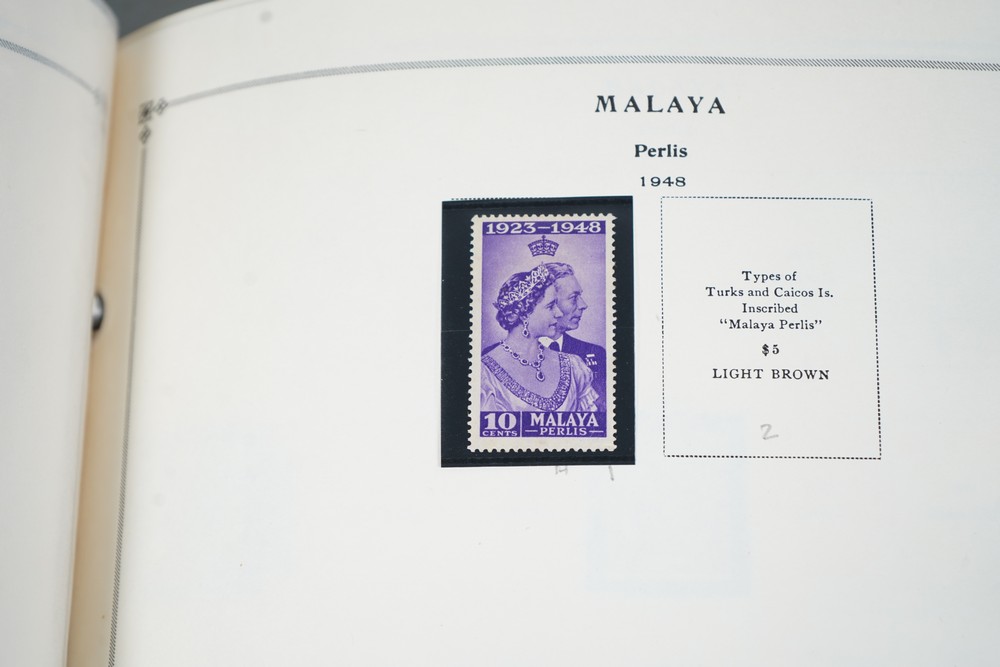 MALAYA
Perlis
1948
1923–1948
10 CENTS
MALAYA
–PERLIS–
Types of
Turks and Caicos Is.
Inscribed
“Malaya Perlis”
$5
LIGHT BROWN
2